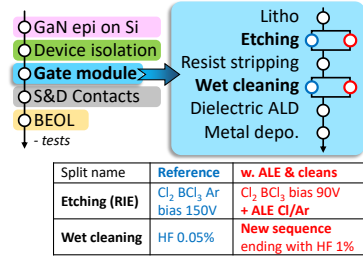 GaN epi on Si
Device isolation
Gate module
S&D Contacts
BEOL
- tests
Litho
Etching
Resist stripping
Wet cleaning
Dielectric ALD
Metal depo.
Split name Reference w. ALE & cleans
Etching (RIE) Cl2 BCl3 Ar bias 150V Cl2 BCl3 bias 90V + ALE Cl/Ar
Wet cleaning HF 0.05% New sequence ending with HF 1%